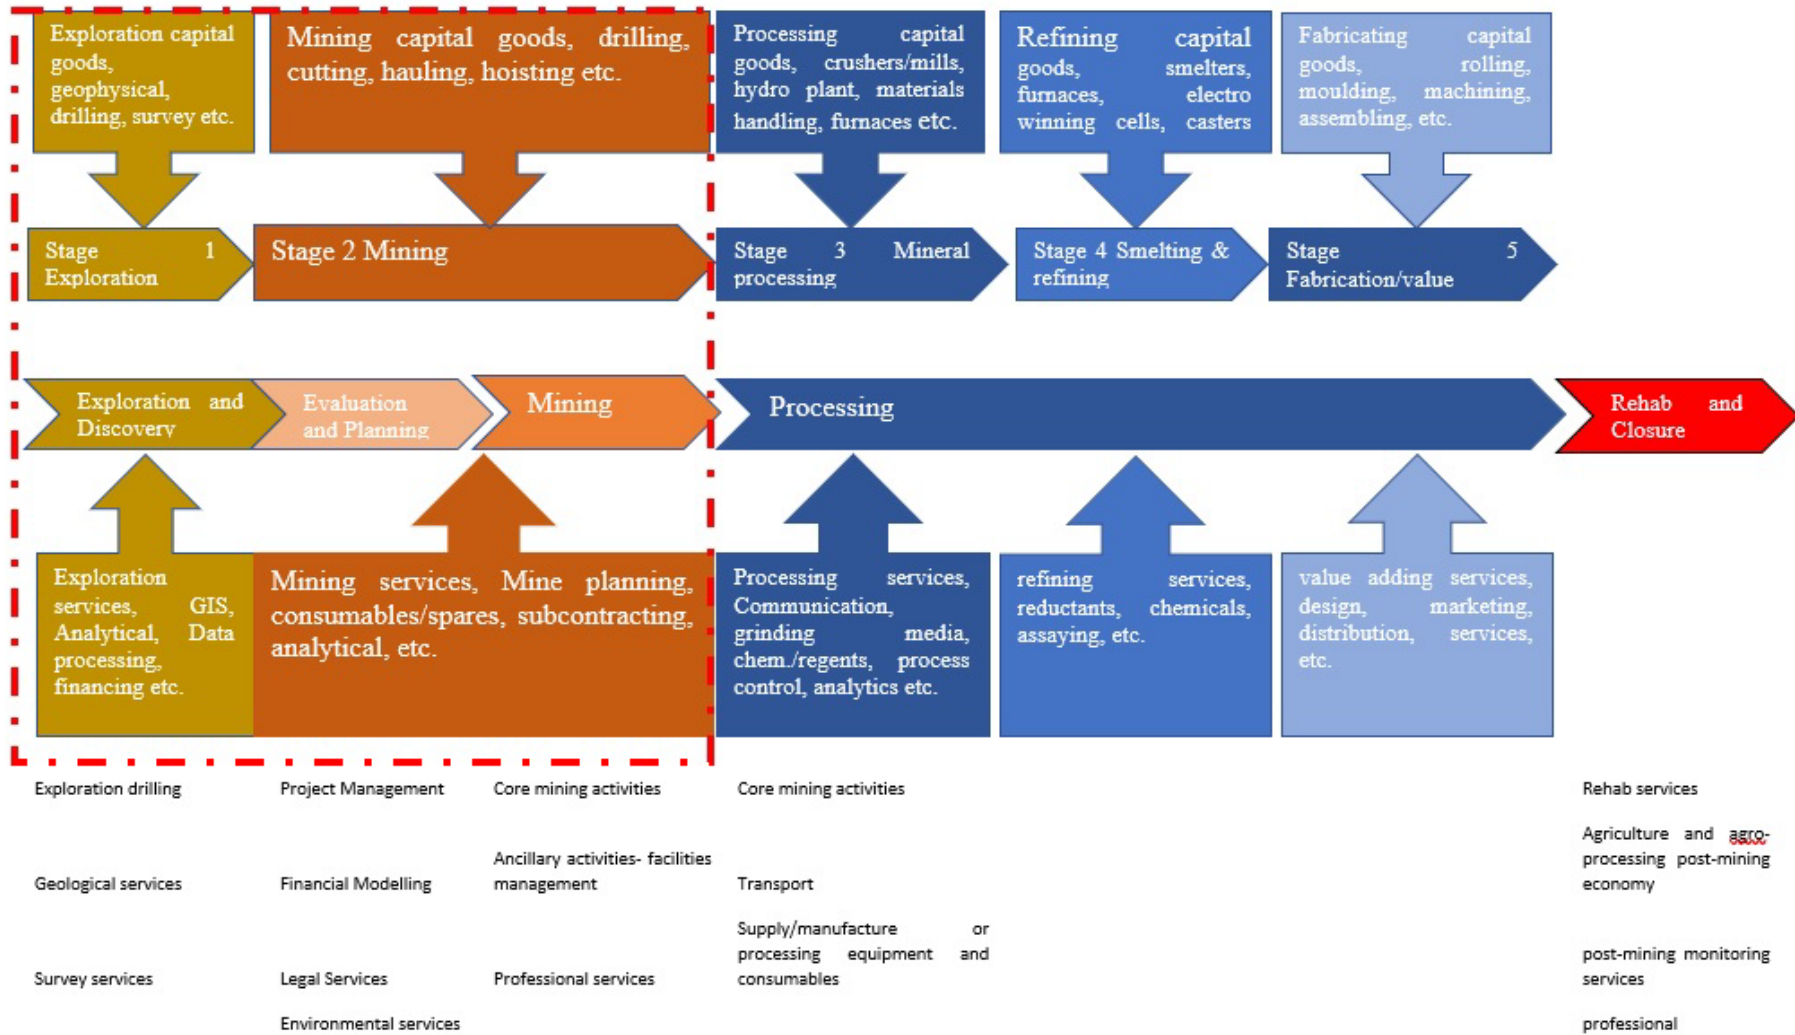 Exploration capital
goods,
geophysical,
drilling, survey etc.
Mining capital goods, drilling,
cutting, hauling, hoisting etc.
Processing capital
goods, crushers/mills,
hydro plant, materials
handling, furnaces etc.
Refining capital
goods, smelters,
furnaces, electro
winning cells, casters
Fabricating capital
goods, rolling,
moulding, machining,
assembling, etc.
Stage 1
Exploration
Stage 2 Mining
Stage 3 Mineral
processing
Stage 4 Smelting &
refining
Stage 5
Fabrication/value
Exploration and
Discovery
Evaluation
and Planning
Mining
Processing
Rehab and
Closure
Exploration
services, GIS,
Analytical, Data
processing,
financing etc.
Mining services, Mine planning,
consumables/spares, subcontracting,
analytical, etc.
Processing services,
Communication,
grinding media,
chem./regents, process
control, analytics etc.
refining services,
reductants, chemicals,
assaying, etc.
value adding services,
design, marketing,
distribution, services,
etc.
Exploration drilling
Project Management
Core mining activities
Core mining activities
Rehab services
Geological services
Financial Modelling
Ancillary activities- facilities
management
Transport
Agriculture and agro-
processing post-mining
economy
Survey services
Legal Services
Professional services
Supply/manufacture or
processing equipment and
consumables
post-mining monitoring
services
Environmental services
professional